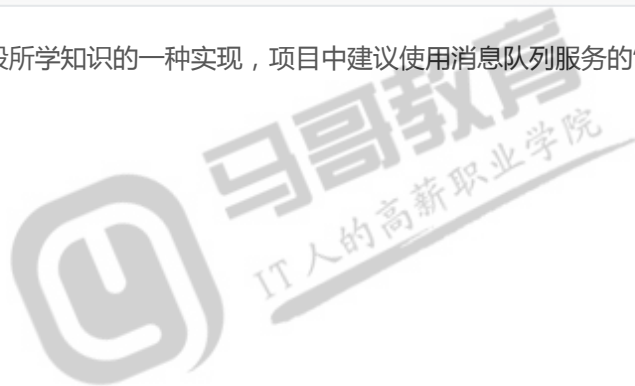 所学知识的一种实现，项目中建议使用消息队列服务的
马哥教育
IT人的高薪职业学院